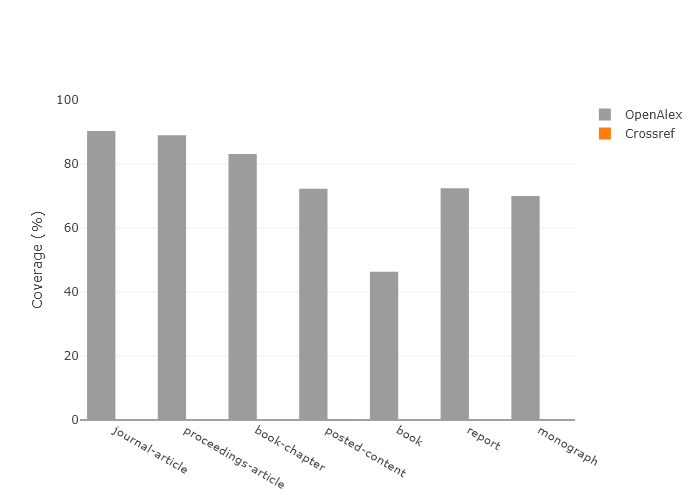 100
80
60
40
20
0
Coverage (%)
journal-article
proceedings-article
book-chapter
posted-content
book
report
monograph
OpenAlex
Crossref